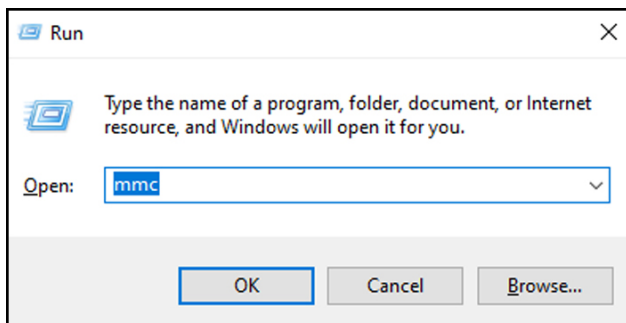 Run
Type the name of a program, folder, document, or Internet
resource, and Windows will open it for you.
Open: mmc
OK Cancel Browse...